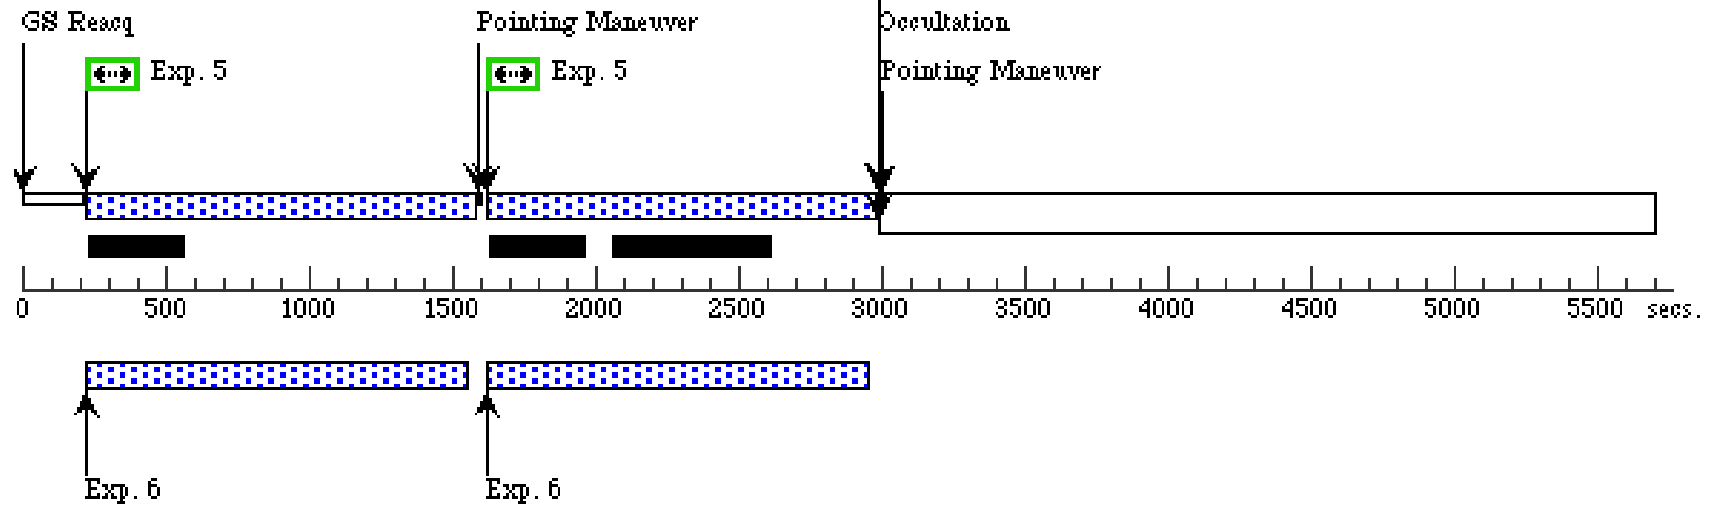 GS Reacq Pointing Maneuver Occultation
Exp. 5 Exp. 5 Pointing Maneuver
0 500 1000 1500 2000 2500 3000 3500 4000 4500 5000 5500 secs.
Exp. 6 Exp. 6